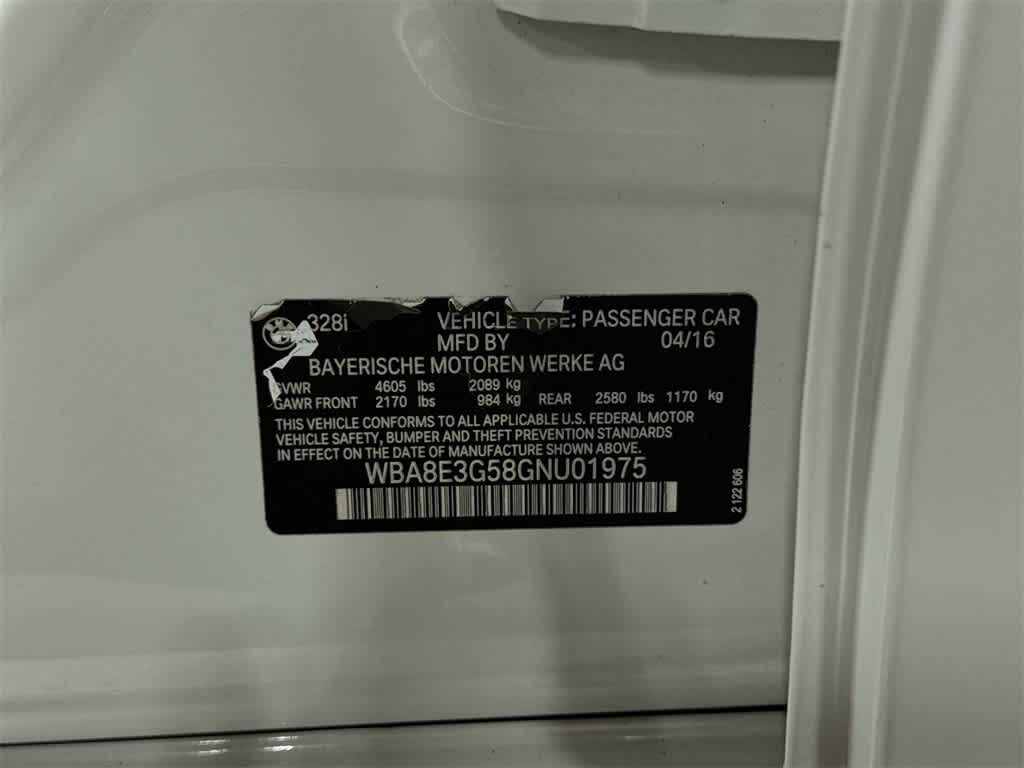 328i VEHICLE TYPE: PASSENGER CAR
MFD BY 04/16
BAYERISCHE MOTOREN WERKE AG
GVWR 4605 lbs 2089 kg
GAWR FRONT 2170 lbs 984 kg REAR 2580 lbs 1170 kg
THIS VEHICLE CONFORMS TO ALL APPLICABLE U.S. FEDERAL MOTOR
VEHICLE SAFETY, BUMPER AND THEFT PREVENTION STANDARDS
IN EFFECT ON THE DATE OF MANUFACTURE SHOWN ABOVE.
WBA8E3G58GNU01975
2 122 606